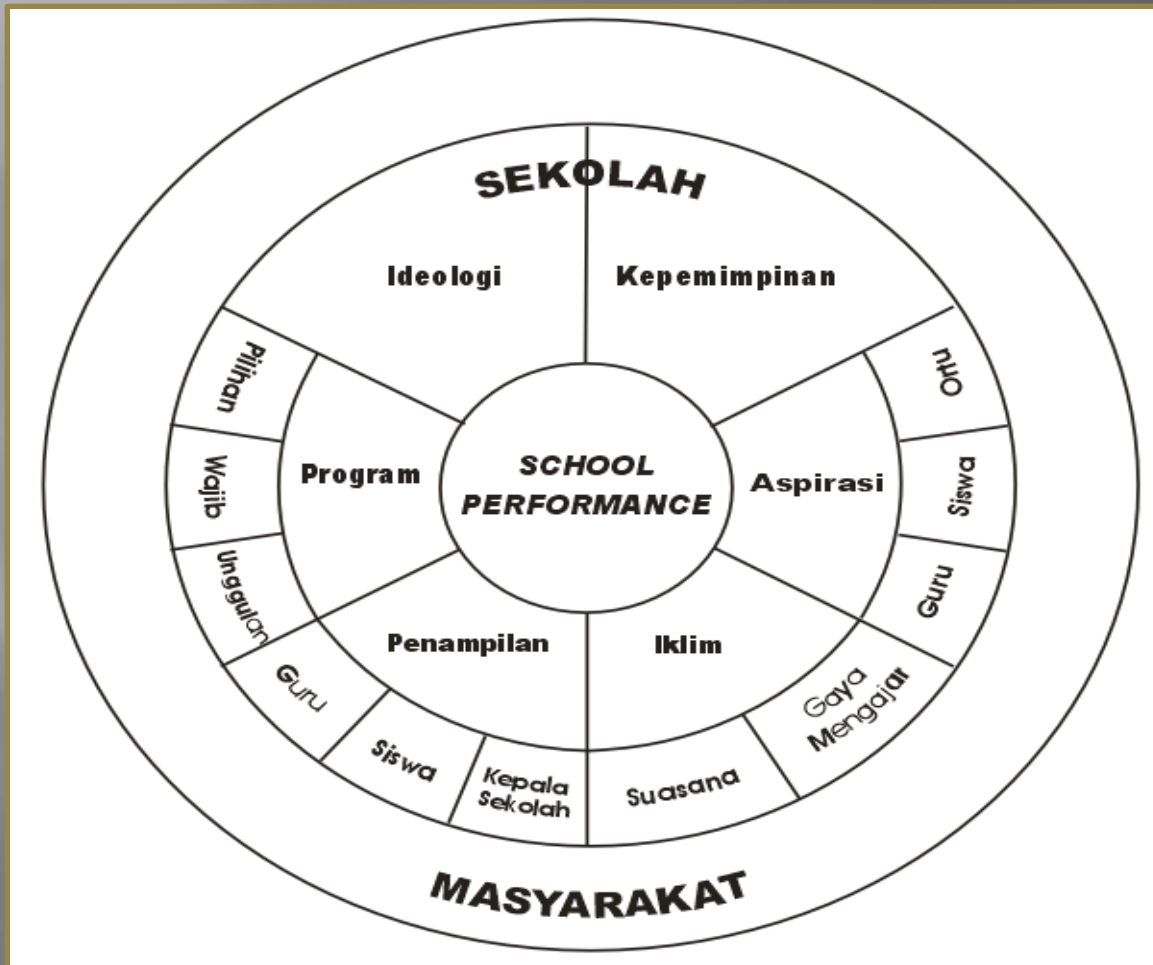 SEKOLAH
Ideologi
Kepemimpinan
Pilihan
Wajib
Unggulan
Program
SCHOOL
PERFORMANCE
Aspirasi
Ortu
Siswa
Guru
Penampilan
Iklim
Guru
Siswa
Kepala
Sekolah
Suasana
Gaya
Mengajar
MASYARAKAT